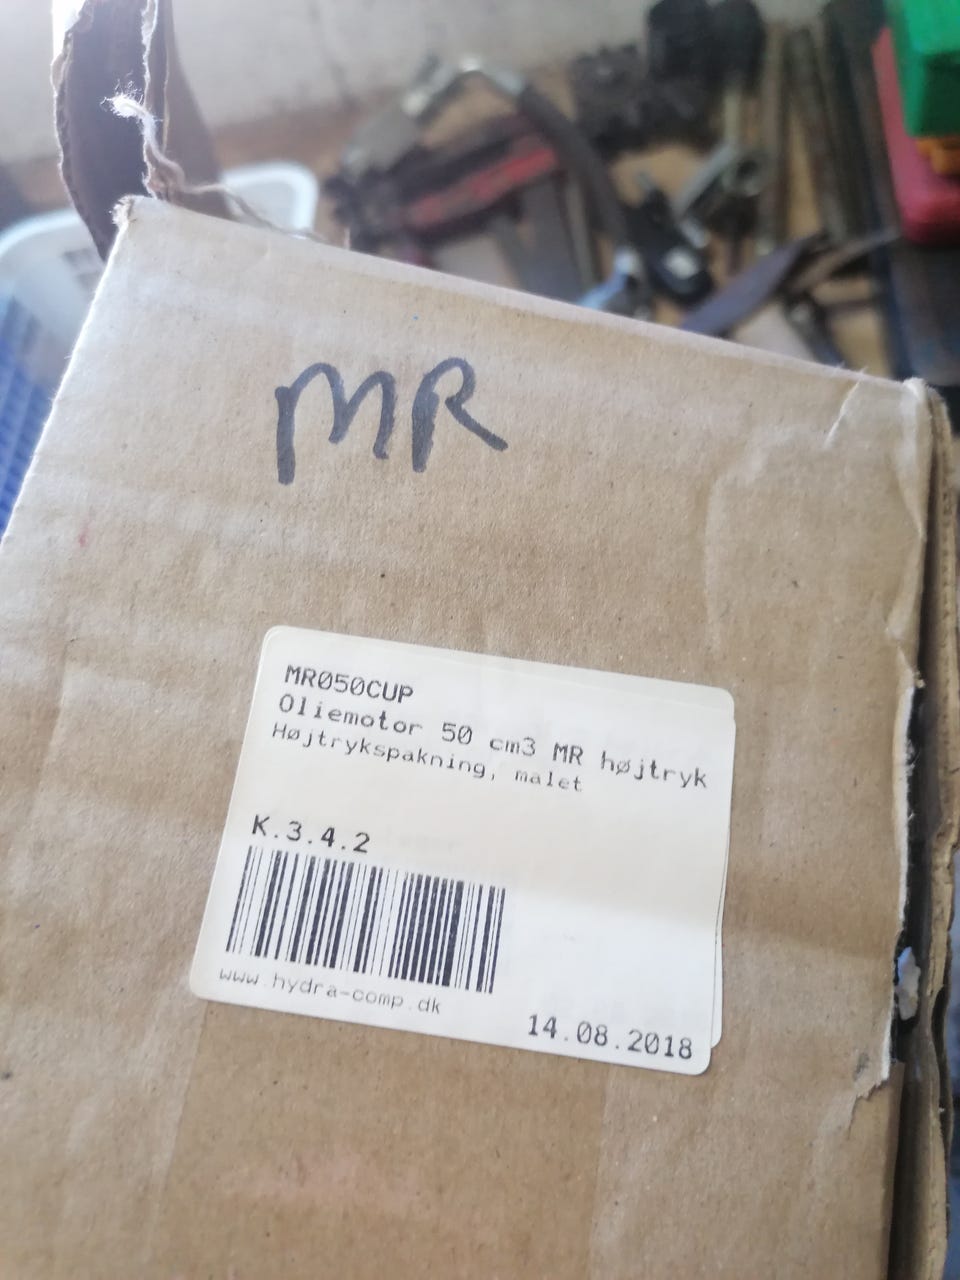 MR
MR050CUP
Oliemotor 50 cm3 MR højtryk
Højtrykspakning, malet
K.3.4.2
www.hydra-comp.dk
14.08.2018